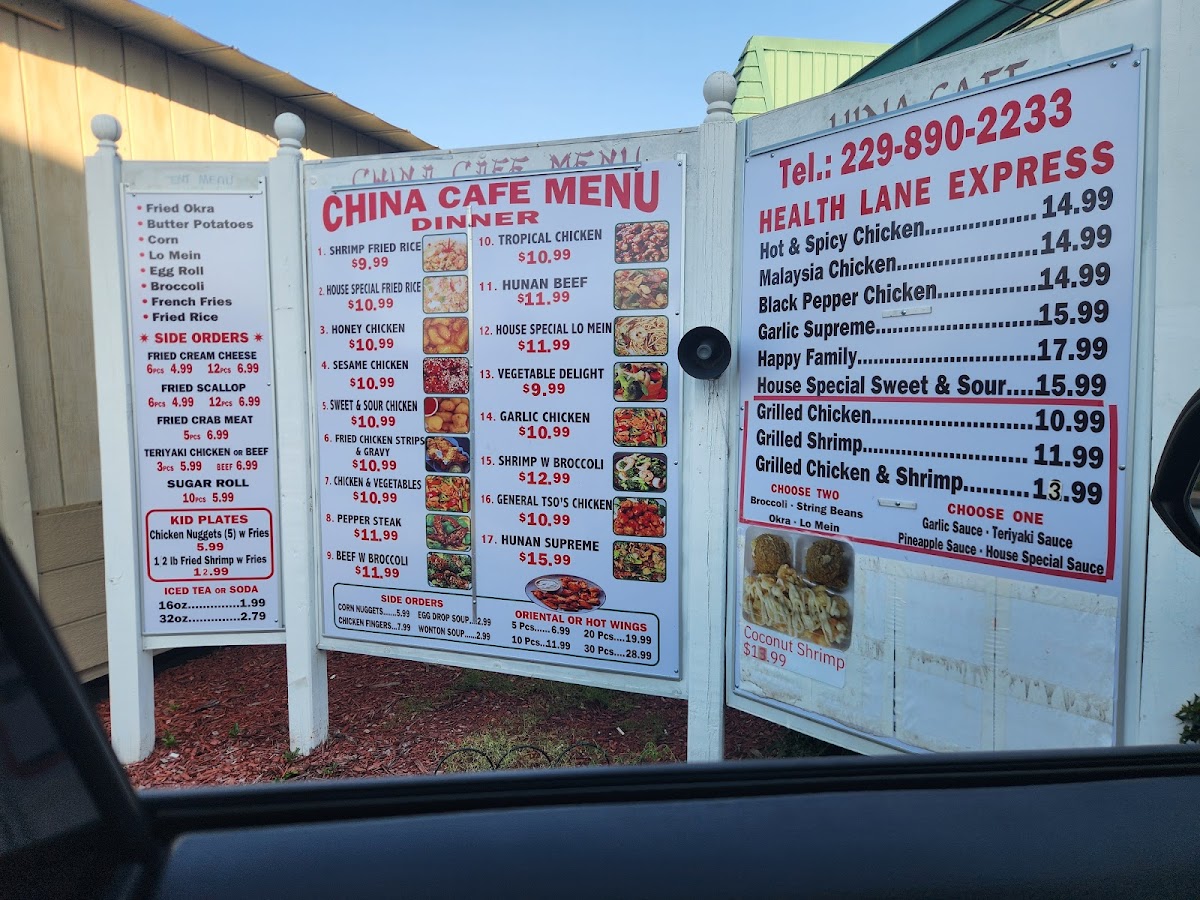 • Fried Okra
• Butter Potatoes
• Corn
• Lo Mein
• Egg Roll
• Broccoli
• French Fries
• Fried Rice
* SIDE ORDERS *
FRIED CREAM CHEESE
6PCS 4.99 12PCS 6.99
FRIED SCALLOP
6PCS 4.99 12PCS 6.99
FRIED CRAB MEAT
5PCS 6.99
TERIYAKI CHICKEN OR BEEF
3PCS 5.99 BEEF 6.99
SUGAR ROLL
10PCS 5.99
KID PLATES
Chicken Nuggets (5) w Fries
5.99
1 2 lb Fried Shrimp w Fries
12.99
ICED TEA OR SODA
16oz.............1.99
32oz.............2.79
CHINA CAFE MENU
CHINA CAFE MENU
DINNER
1. SHRIMP FRIED RICE
$9.99
2. HOUSE SPECIAL FRIED RICE
$10.99
3. HONEY CHICKEN
$10.99
4. SESAME CHICKEN
$10.99
5. SWEET & SOUR CHICKEN
$10.99
6. FRIED CHICKEN STRIPS
& GRAVY
$10.99
7. CHICKEN & VEGETABLES
$10.99
8. PEPPER STEAK
$11.99
9. BEEF W BROCCOLI
$11.99
10. TROPICAL CHICKEN
$10.99
11. HUNAN BEEF
$11.99
12. HOUSE SPECIAL LO MEIN
$11.99
13. VEGETABLE DELIGHT
$9.99
14. GARLIC CHICKEN
$10.99
15. SHRIMP W BROCCOLI
$12.99
16. GENERAL TSO'S CHICKEN
$10.99
17. HUNAN SUPREME
$15.99
SIDE ORDERS
CORN NUGGETS.....5.99 EGG DROP SOUP...2.99
CHICKEN FINGERS...7.99 WONTON SOUP.....2.99
ORIENTAL OR HOT WINGS
5 Pcs......6.99 20 Pcs....19.99
10 Pcs...11.99 30 Pcs....28.99
Tel.: 229-890-2233
HEALTH LANE EXPRESS
Hot & Spicy Chicken................14.99
Malaysia Chicken.....................14.99
Black Pepper Chicken...............14.99
Garlic Supreme.......................15.99
Happy Family.........................17.99
House Special Sweet & Sour....15.99
Grilled Chicken.......................10.99
Grilled Shrimp........................11.99
Grilled Chicken & Shrimp..........13.99
CHOOSE TWO
Broccoli · String Beans
Okra · Lo Mein
CHOOSE ONE
Garlic Sauce · Teriyaki Sauce
Pineapple Sauce · House Special Sauce
Coconut Shrimp